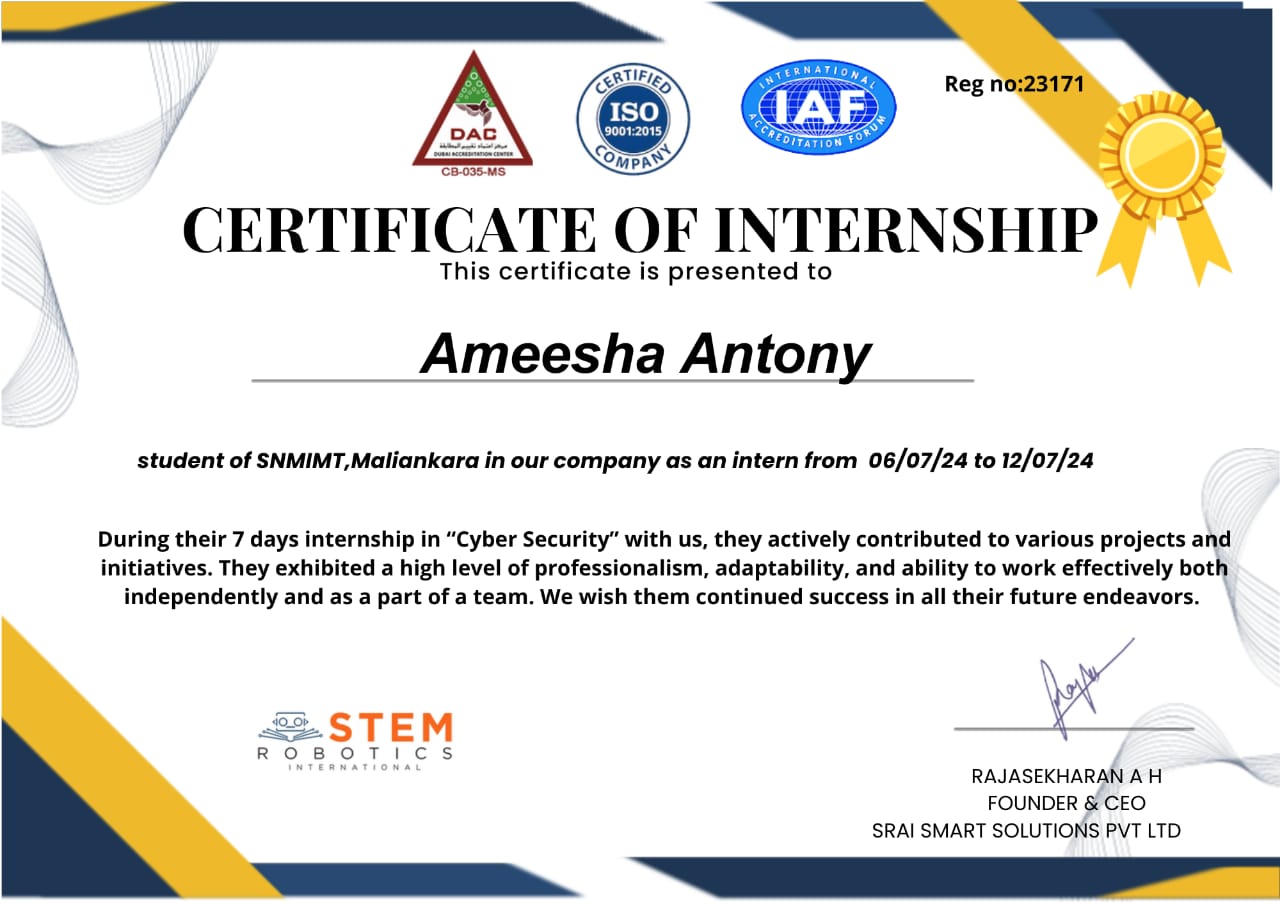 Reg no:23171
INTERNATIONAL
IAF
ACCREDITATION FORUM
CERTIFIED
ISO
9001:2015
COMPANY
DAC
مركز اعتماد تقييم المطابقة
DUBAI ACCREDITATION CENTER
CB-035-MS
CERTIFICATE OF INTERNSHIP
This certificate is presented to
Ameesha Antony
student of SNMIMT,Maliankara in our company as an intern from 06/07/24 to 12/07/24
During their 7 days internship in “Cyber Security” with us, they actively contributed to various projects and
initiatives. They exhibited a high level of professionalism, adaptability, and ability to work effectively both
independently and as a part of a team. We wish them continued success in all their future endeavors.
STEM
ROBOTICS
INTERNATIONAL
RAJASEKHARAN A H
FOUNDER & CEO
SRAI SMART SOLUTIONS PVT LTD